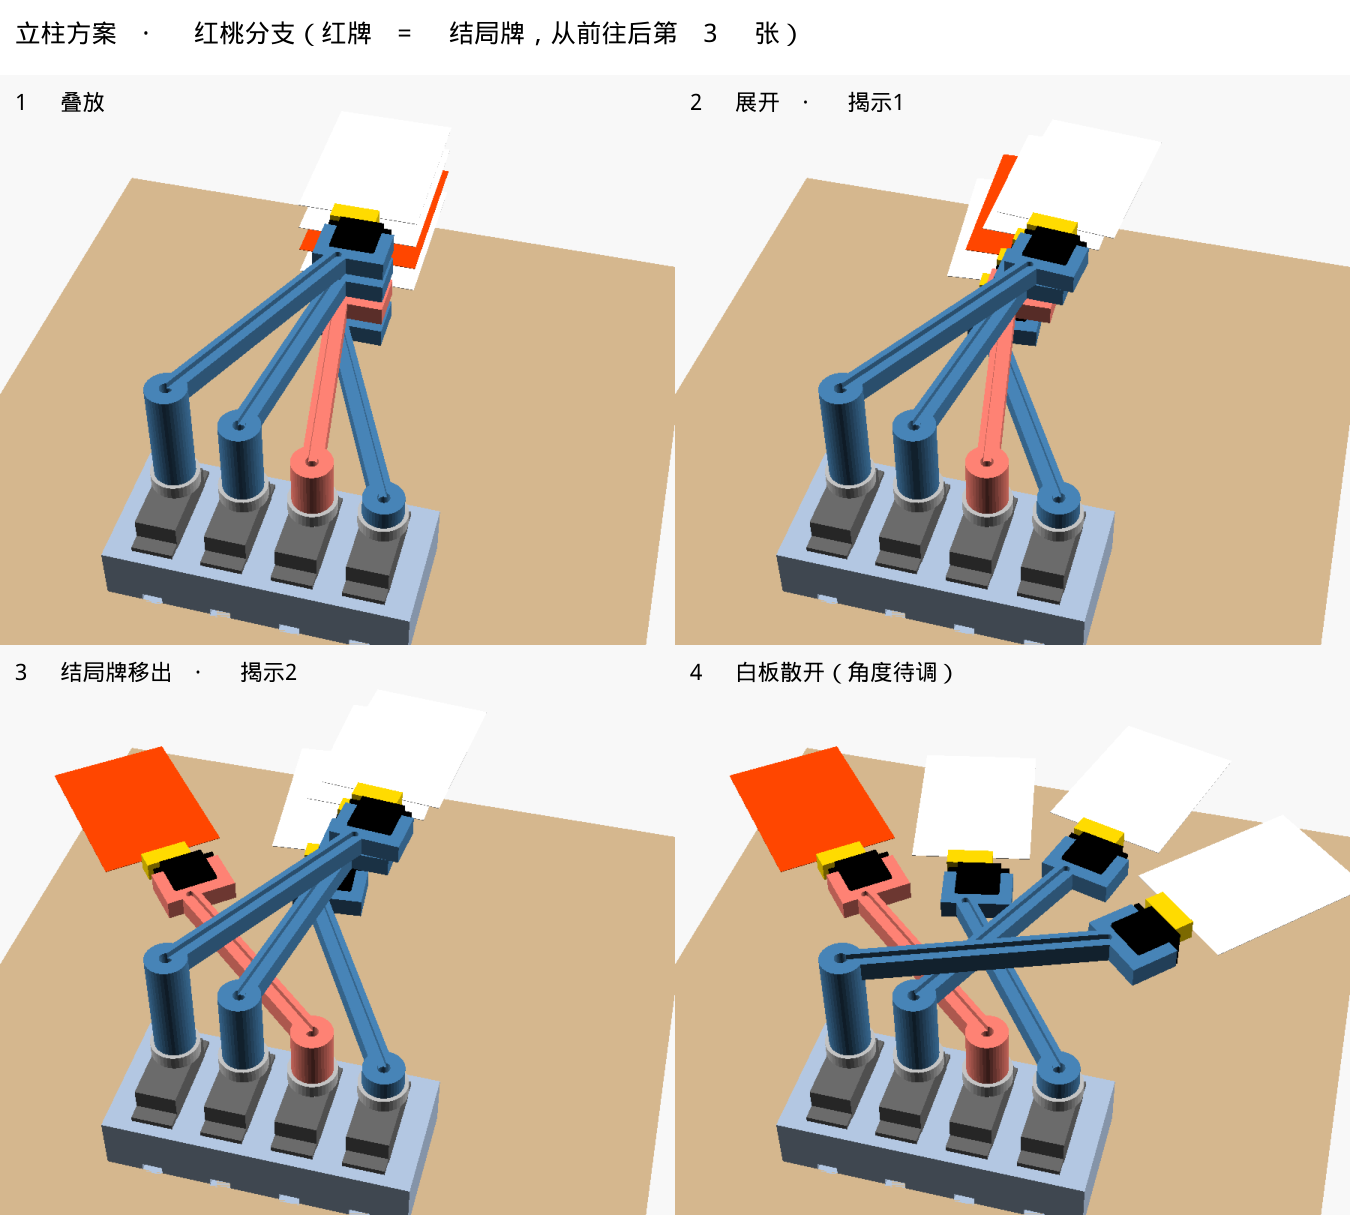 立柱方案 · 红桃分支（红牌 = 结局牌，从前往后第 3 张）
1 叠放
2 展开 · 揭示1
3 结局牌移出 · 揭示2
4 白板散开（角度待调）